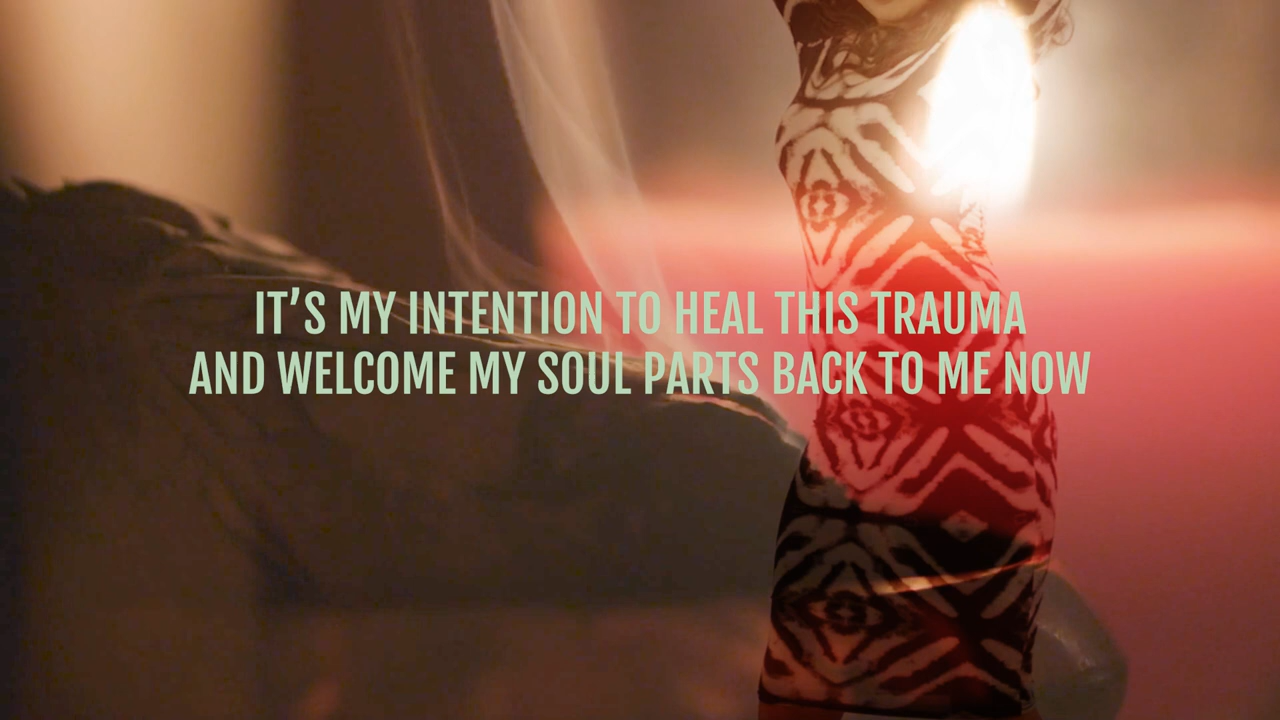 IT’S MY INTENTION TO HEAL THIS TRAUMA
AND WELCOME MY SOUL PARTS BACK TO ME NOW